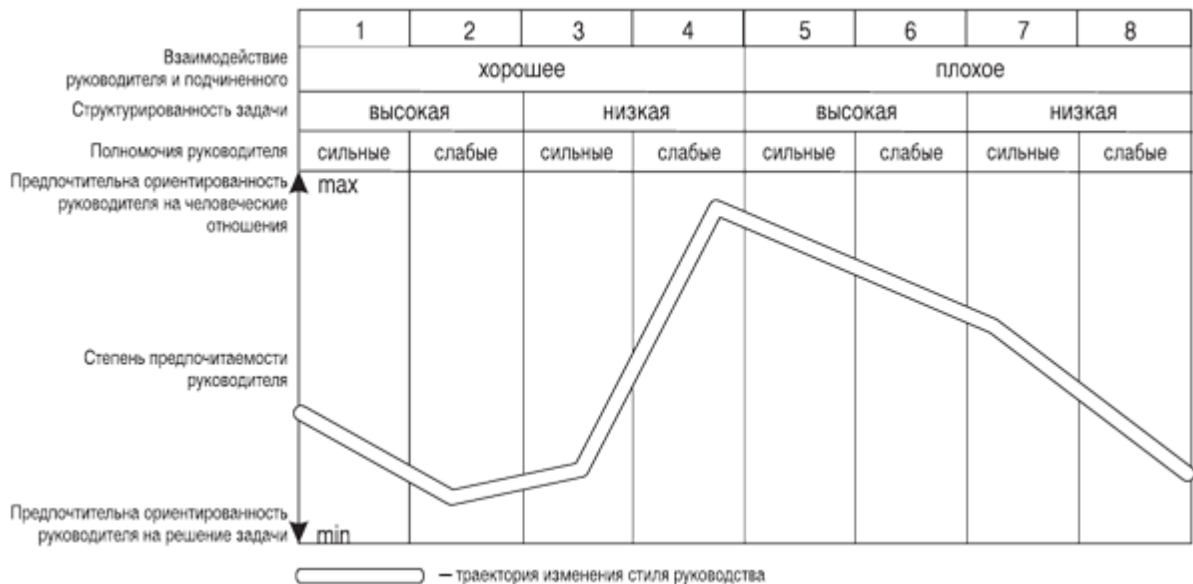 1 2 3 4 5 6 7 8
Взаимодействие
руководителя и подчиненного
хорошее плохое
Структурированность задачи
высокая низкая высокая низкая
Полномочия руководителя
сильные слабые сильные слабые сильные слабые сильные слабые
Предпочтительна ориентированность
руководителя на человеческие
отношения
max
Степень предпочитаемости
руководителя
Предпочтительна ориентированность
руководителя на решение задачи
min
– траектория изменения стиля руководства